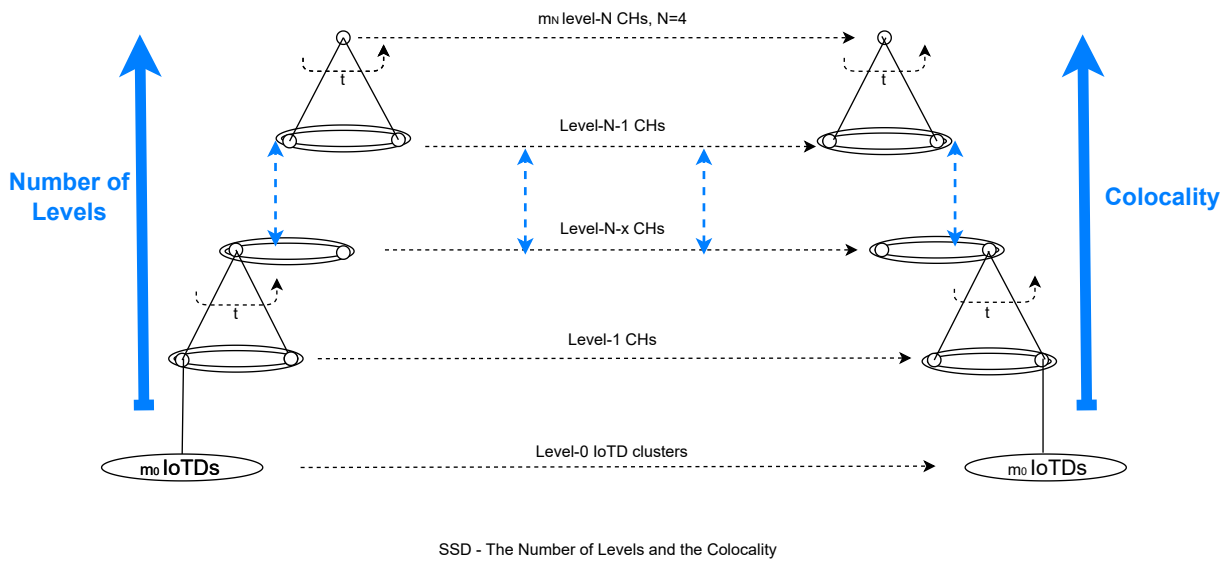 mN level-N CHs, N=4
t
t
Level-N-1 CHs
Number of
Levels
Colocality
Level-N-x CHs
t
t
Level-1 CHs
Level-0 IoTD clusters
m0 IoTDs
m0 IoTDs
SSD - The Number of Levels and the Colocality